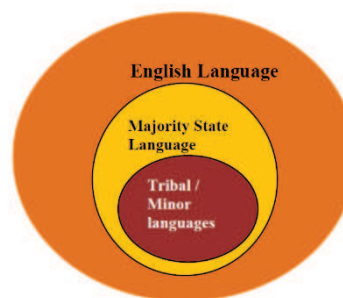 English Language
Majority State
Language
Tribal /
Minor
languages